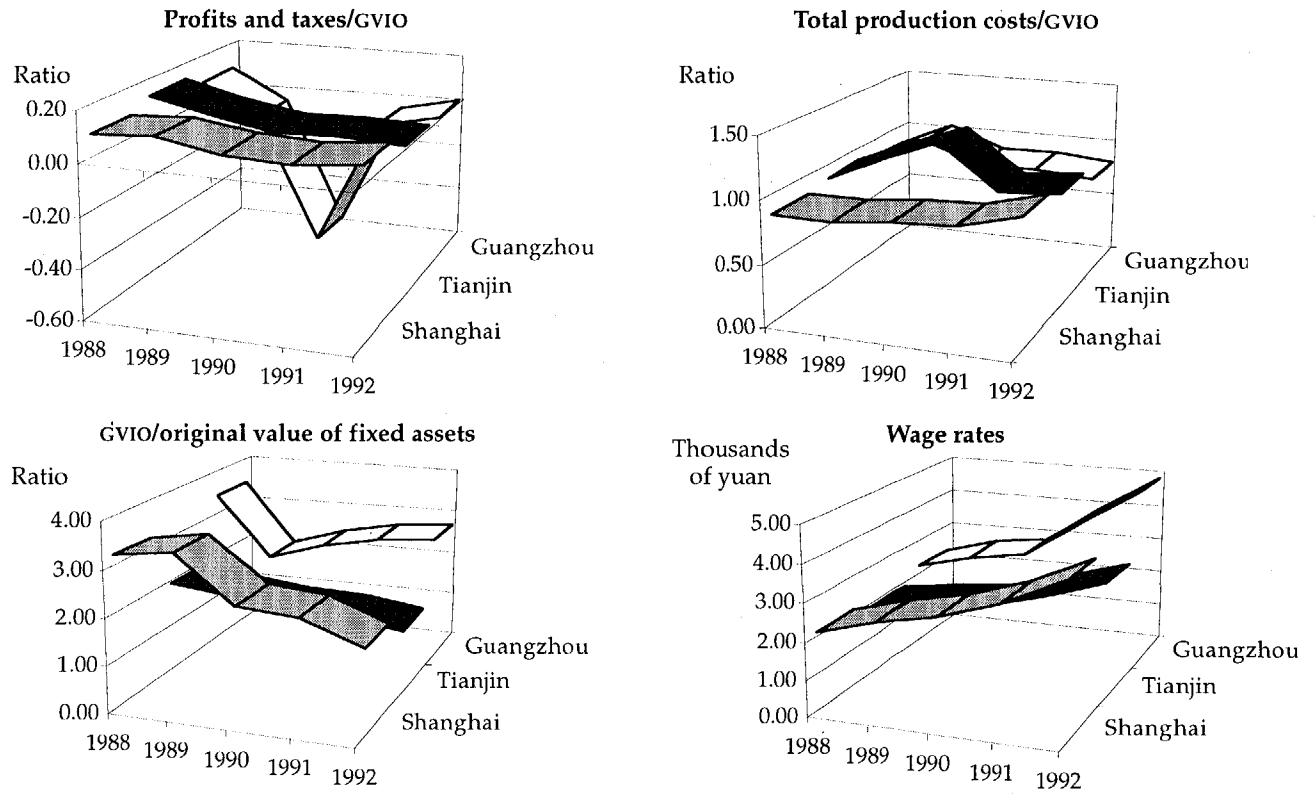 Profits and taxes/GVIO
Ratio
0.20
0.00
-0.20
-0.40
-0.60
1988
1989
1990
1991
1992
Guangzhou
Tianjin
Shanghai
Total production costs/GVIO
Ratio
1.50
1.00
0.50
0.00
1988
1989
1990
1991
1992
Guangzhou
Tianjin
Shanghai
GVIO/original value of fixed assets
Ratio
4.00
3.00
2.00
1.00
0.00
1988
1989
1990
1991
1992
Guangzhou
Tianjin
Shanghai
Wage rates
Thousands
of yuan
5.00
4.00
3.00
2.00
1.00
0.00
1988
1989
1990
1991
1992
Guangzhou
Tianjin
Shanghai